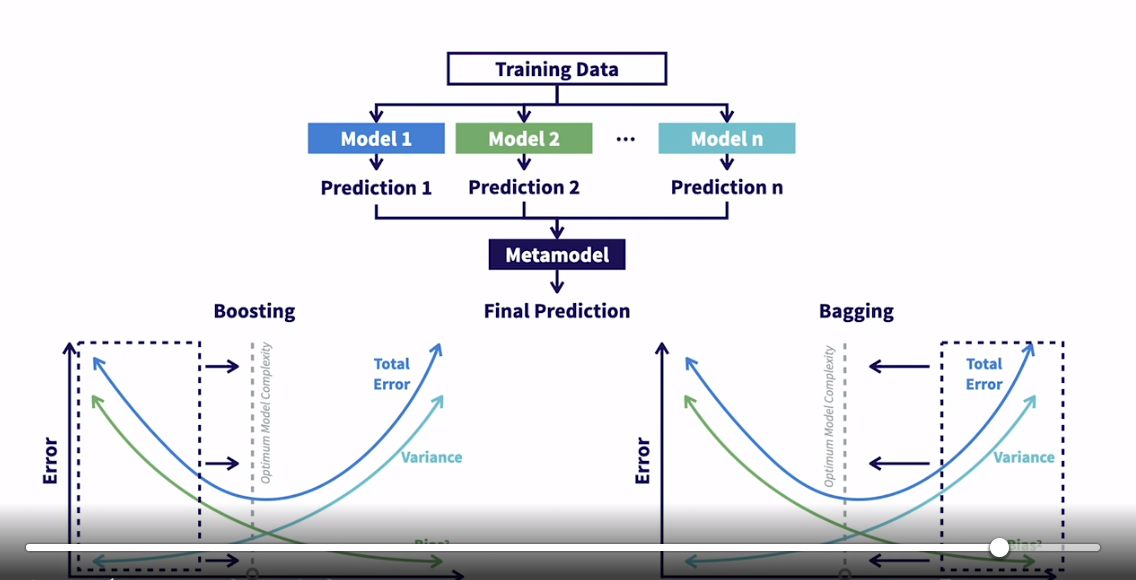 Training Data
Model 1
Model 2
...
Model n
Prediction 1
Prediction 2
Prediction n
Metamodel
Final Prediction
Boosting
Bagging
Error
Optimum Model Complexity
Total
Error
Variance
Bias²
Error
Optimum Model Complexity
Total
Error
Variance
Bias²